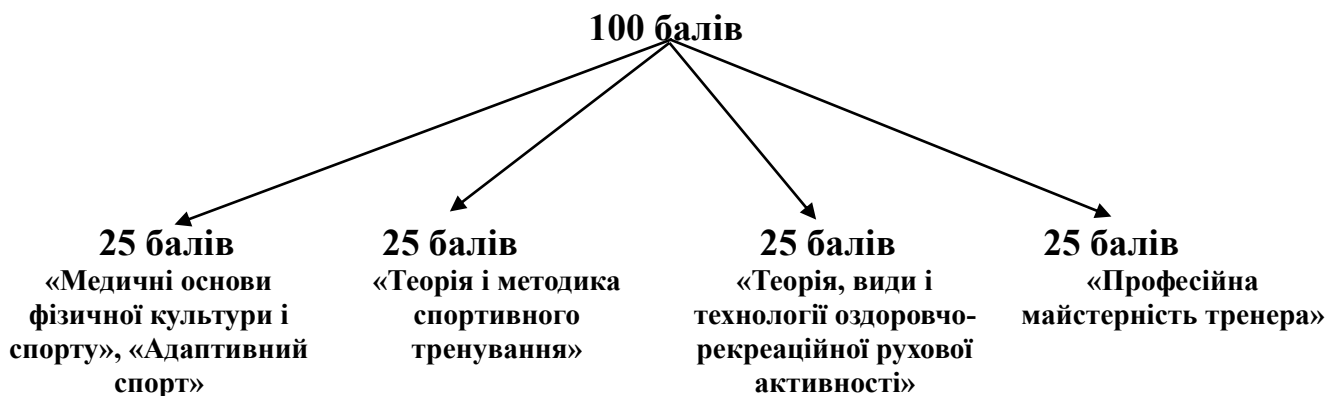 100 балів
25 балів
«Медичні основи
фізичної культури і
спорту», «Адаптивний
спорт»
25 балів
«Теорія і методика
спортивного
тренування»
25 балів
«Теорія, види і
технології оздоровчо-
рекреаційної рухової
активності»
25 балів
«Професійна
майстерність тренера»